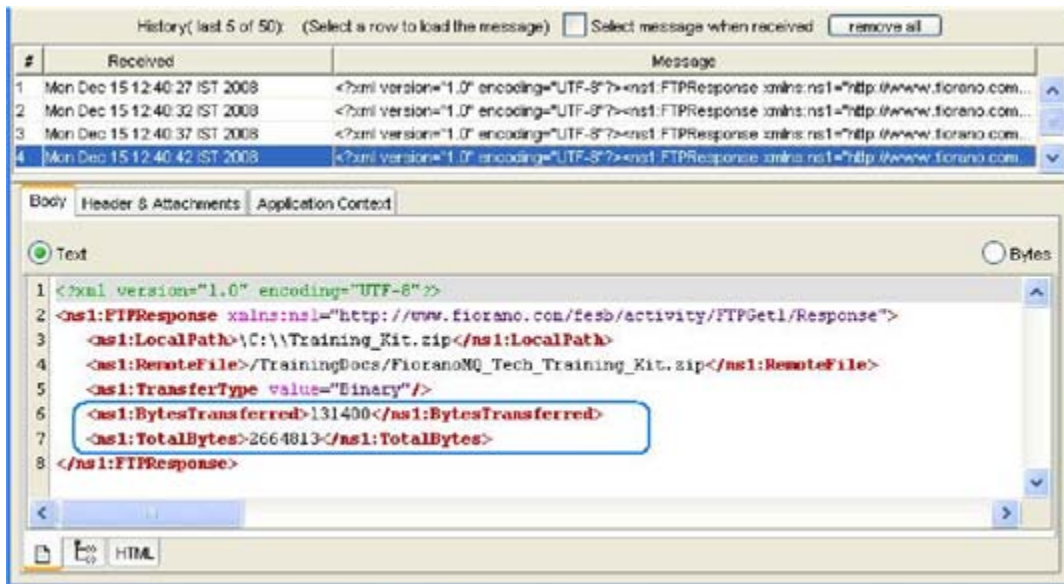 History( last 5 of 50): (Select a row to load the message) Select message when received remove all
# Received Message
1 Mon Dec 15 12:40:27 IST 2008 <?xml version="1.0" encoding="UTF-8"?><ns1:FTPResponse xmlns:ns1="http://www.fiorano.com...
2 Mon Dec 15 12:40:32 IST 2008 <?xml version="1.0" encoding="UTF-8"?><ns1:FTPResponse xmlns:ns1="http://www.fiorano.com...
3 Mon Dec 15 12:40:37 IST 2008 <?xml version="1.0" encoding="UTF-8"?><ns1:FTPResponse xmlns:ns1="http://www.fiorano.com...
4 Mon Dec 15 12:40:42 IST 2008 <?xml version="1.0" encoding="UTF-8"?><ns1:FTPResponse xmlns:ns1="http://www.fiorano.com...
Body Header & Attachments Application Context
Text Bytes
1 <?xml version="1.0" encoding="UTF-8"?>
2 <ns1:FTPResponse xmlns:ns1="http://www.fiorano.com/fesb/activity/FTPGet1/Response">
3 <ns1:LocalPath>\C:\\Training_Kit.zip</ns1:LocalPath>
4 <ns1:RemoteFile>/TrainingDocs/FioranoMQ_Tech_Training_Kit.zip</ns1:RemoteFile>
5 <ns1:TransferType value="Binary"/>
6 <ns1:BytesTransferred>131400</ns1:BytesTransferred>
7 <ns1:TotalBytes>2664813</ns1:TotalBytes>
8 </ns1:FTPResponse>
HTML